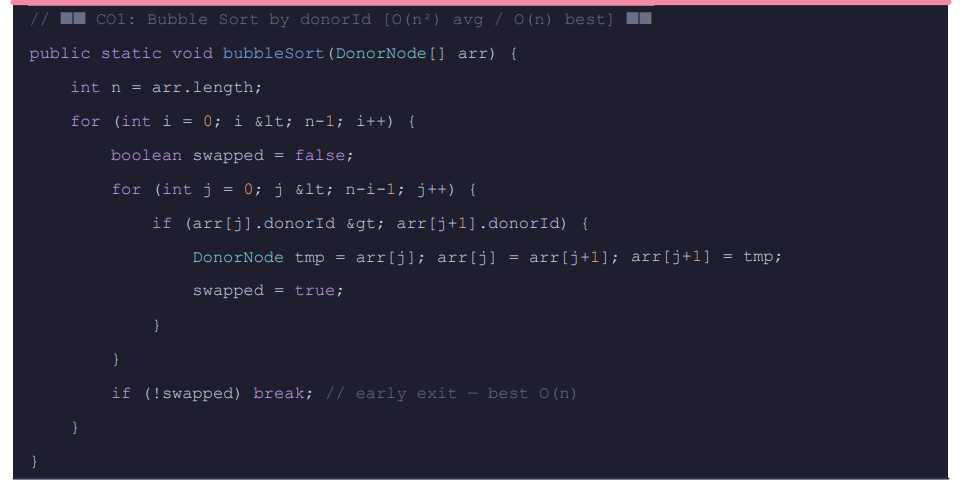 // ■■ CO1: Bubble Sort by donorId [O(n²) avg / O(n) best] ■■
public static void bubbleSort(DonorNode[] arr) {
    int n = arr.length;
    for (int i = 0; i &lt; n-1; i++) {
        boolean swapped = false;
        for (int j = 0; j &lt; n-i-1; j++) {
            if (arr[j].donorId &gt; arr[j+1].donorId) {
                DonorNode tmp = arr[j]; arr[j] = arr[j+1]; arr[j+1] = tmp;
                swapped = true;
            }
        }
        if (!swapped) break; // early exit — best O(n)
    }
}